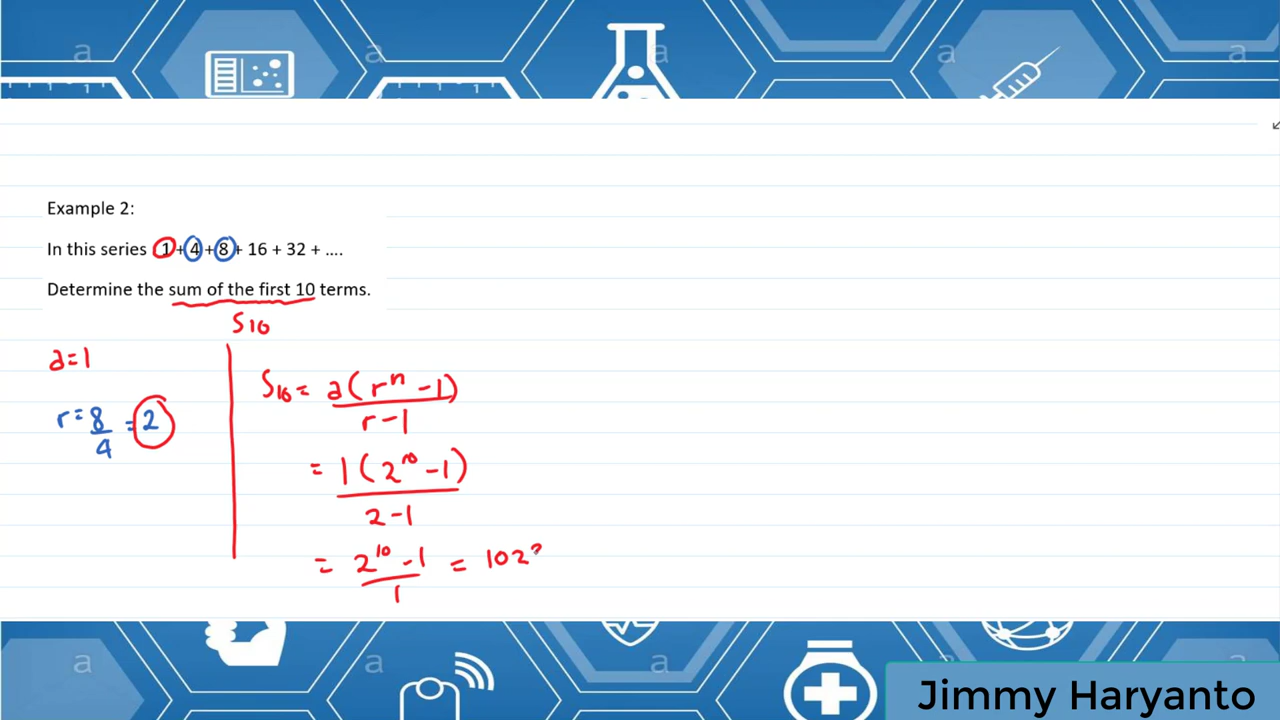 Example 2:
In this series 1 + 4 + 8 + 16 + 32 + ....
Determine the sum of the first 10 terms.
S10
a = 1
r = 8/4 = 2
S10 = a(r^n - 1)
r - 1
= 1(2^10 - 1)
2 - 1
= 2^10 - 1 = 102
1
Jimmy Haryanto